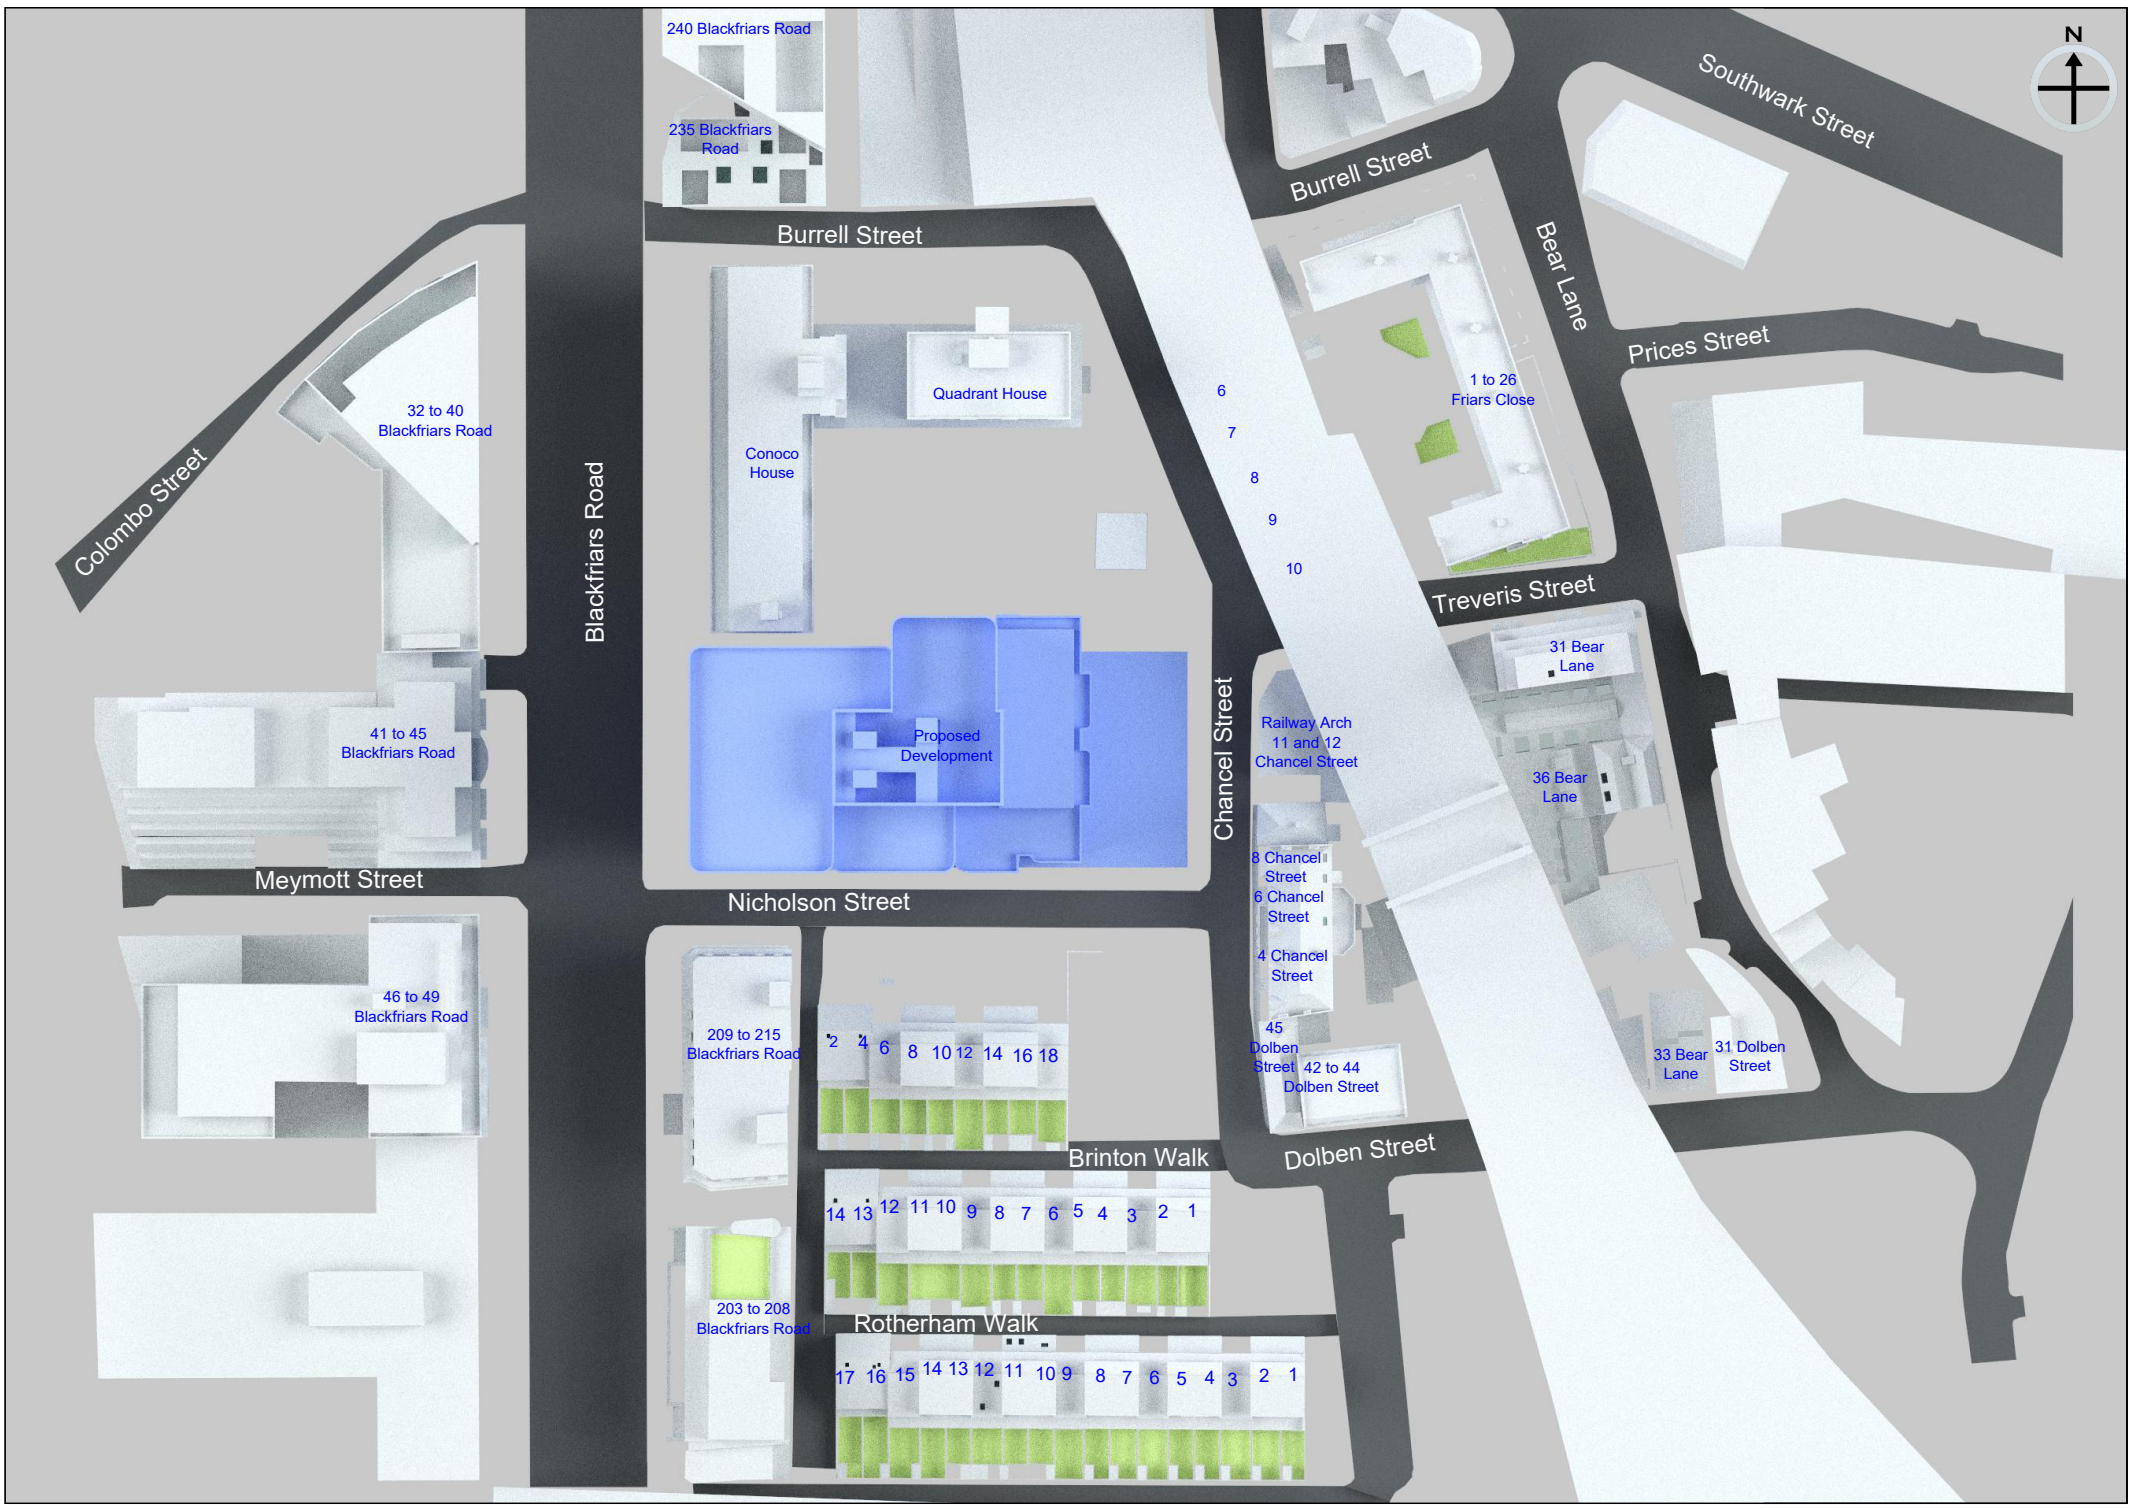 240 Blackfriars Road
N
Southwark Street
235 Blackfriars
Road
Burrell Street
Burrell Street
Bear Lane
Prices Street
Quadrant House
1 to 26
Friars Close
6
7
8
9
10
32 to 40
Blackfriars Road
Conoco
House
Colombo Street
Blackfriars Road
Treveris Street
31 Bear
Lane
Chancel Street
Railway Arch
11 and 12
Chancel Street
41 to 45
Blackfriars Road
Proposed
Development
36 Bear
Lane
8 Chancel
Street
6 Chancel
Street
4 Chancel
Street
Meymott Street
Nicholson Street
46 to 49
Blackfriars Road
209 to 215
Blackfriars Road
2 4 6 8 10 12 14 16 18
45
Dolben
Street
42 to 44
Dolben Street
33 Bear
Lane
31 Dolben
Street
Brinton Walk
Dolben Street
14 13 12 11 10 9 8 7 6 5 4 3 2 1
203 to 208
Blackfriars Road
Rotherham Walk
17 16 15 14 13 12 11 10 9 8 7 6 5 4 3 2 1